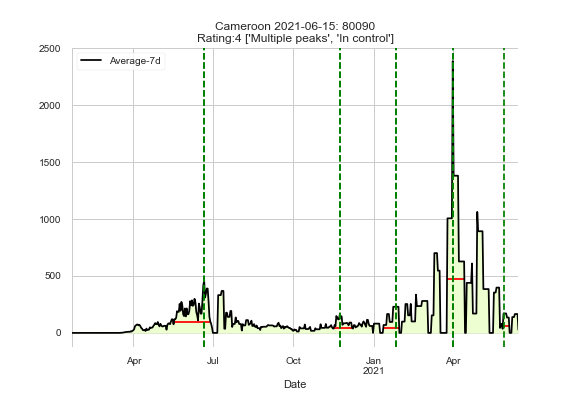 Cameroon 2021-06-15: 80090
Rating:4 ['Multiple peaks', 'In control']
Average-7d
2500
2000
1500
1000
500
0
Apr
Jul
Oct
Jan
2021
Apr
Date